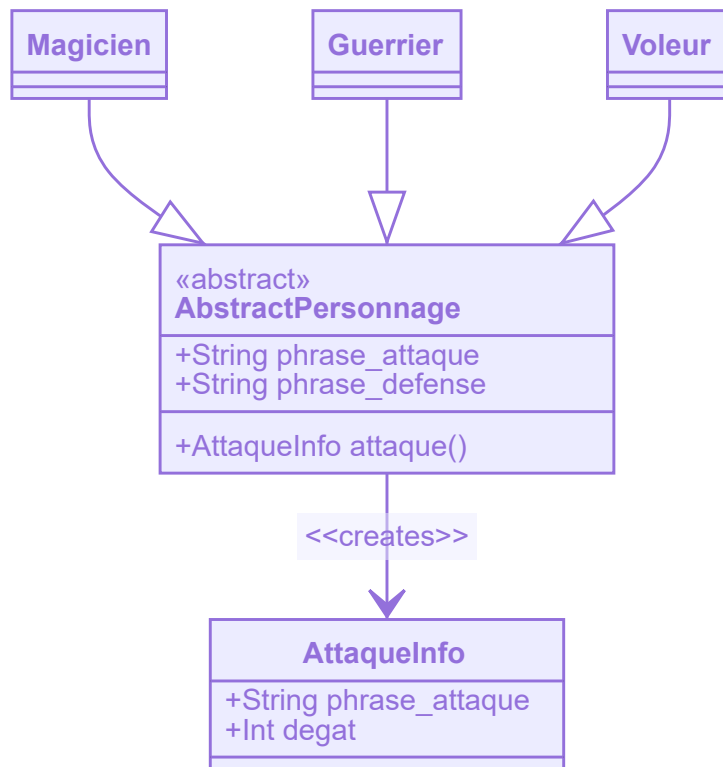 Magicien
Guerrier
Voleur
«abstract»
AbstractPersonnage
+String phrase_attaque
+String phrase_defense
+AttaqueInfo attaque()
<<creates>>
AttaqueInfo
+String phrase_attaque
+Int degat